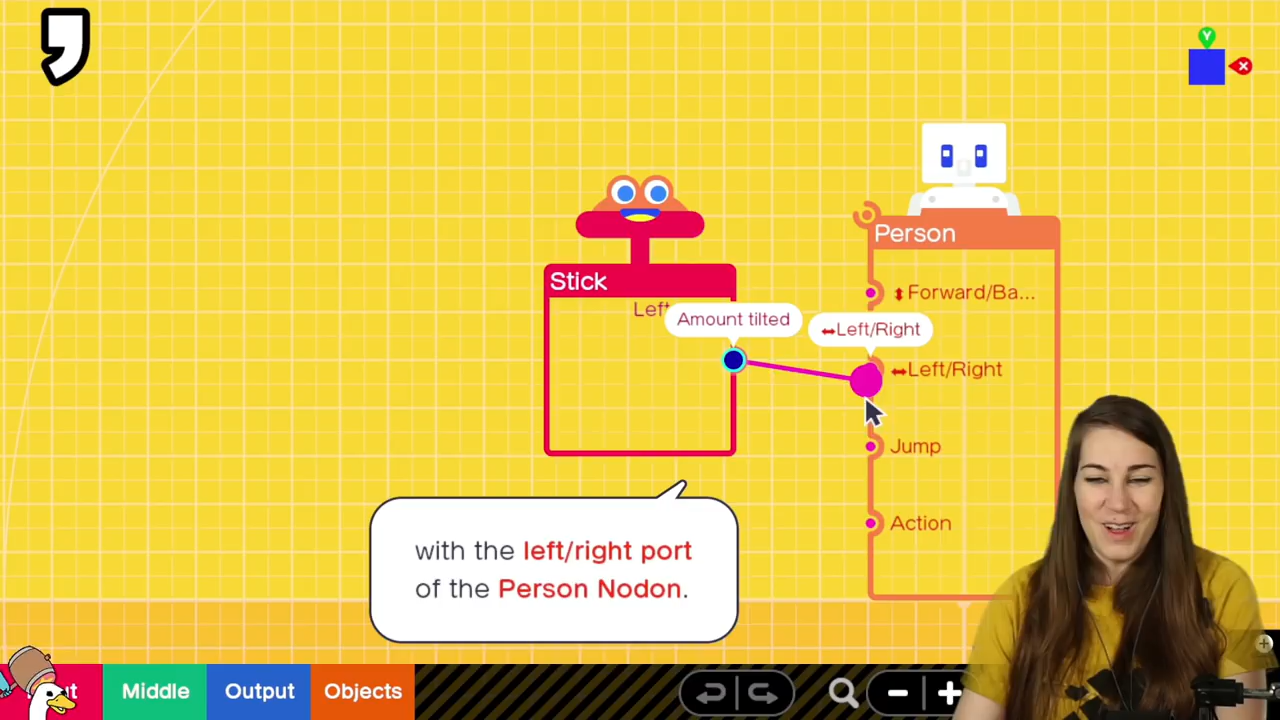 Y
X
Person
Stick
Left
Amount tilted
Forward/Ba...
↔Left/Right
↔Left/Right
Jump
Action
with the left/right port
of the Person Nodon.
Middle
Output
Objects